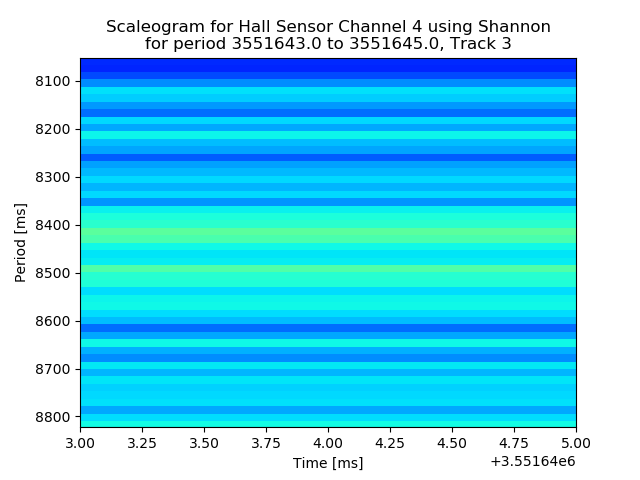 Scaleogram for Hall Sensor Channel 4 using Shannon
for period 3551643.0 to 3551645.0, Track 3
8100
8200
8300
8400
8500
8600
8700
8800
Period [ms]
3.00 3.25 3.50 3.75 4.00 4.25 4.50 4.75 5.00
Time [ms]
+3.55164e6